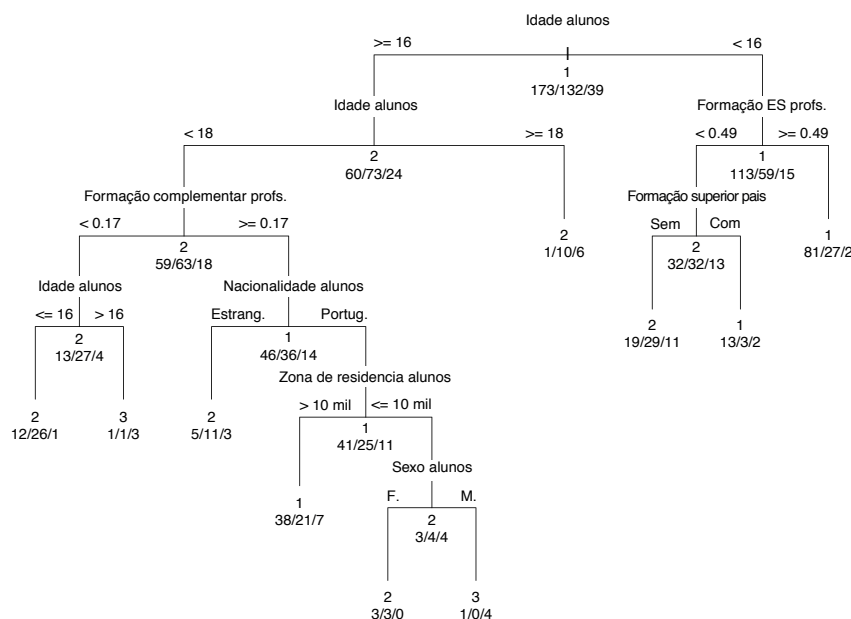 Idade alunos
>= 16
< 16
1
173/132/39
Idade alunos
Formação ES profs.
< 18
>= 18
< 0.49
>= 0.49
2
60/73/24
1
113/59/15
Formação complementar profs.
Formação superior pais
< 0.17
>= 0.17
Sem
Com
2
59/63/18
2
1/10/6
2
32/32/13
1
81/27/2
Idade alunos
Nacionalidade alunos
<= 16
> 16
Estrang.
Portug.
2
13/27/4
1
46/36/14
2
19/29/11
1
13/3/2
Zona de residencia alunos
> 10 mil
<= 10 mil
2
12/26/1
3
1/1/3
2
5/11/3
1
41/25/11
Sexo alunos
F.
M.
1
38/21/7
2
3/4/4
2
3/3/0
3
1/0/4